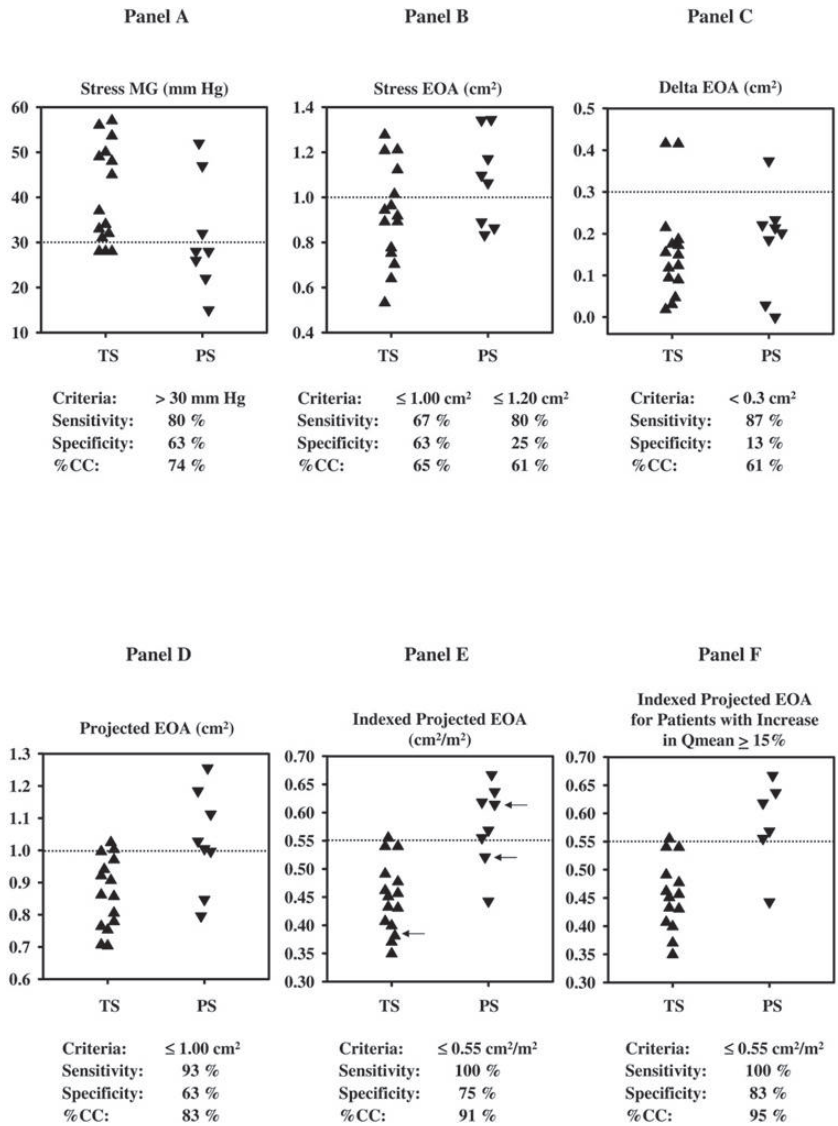 Panel A
Panel B
Panel C
Stress MG (mm Hg)
Stress EOA (cm²)
Delta EOA (cm²)
60
50
40
30
20
10
TS
PS
1.4
1.2
1.0
0.8
0.6
0.4
TS
PS
0.5
0.4
0.3
0.2
0.1
0.0
TS
PS
Criteria: > 30 mm Hg
Sensitivity: 80 %
Specificity: 63 %
%CC: 74 %
Criteria: ≤ 1.00 cm² ≤ 1.20 cm²
Sensitivity: 67 % 80 %
Specificity: 63 % 25 %
%CC: 65 % 61 %
Criteria: < 0.3 cm²
Sensitivity: 87 %
Specificity: 13 %
%CC: 61 %
Panel D
Panel E
Panel F
Projected EOA (cm²)
Indexed Projected EOA
(cm²/m²)
Indexed Projected EOA
for Patients with Increase
in Qmean ≥ 15%
1.3
1.2
1.1
1.0
0.9
0.8
0.7
0.6
TS
PS
0.70
0.65
0.60
0.55
0.50
0.45
0.40
0.35
0.30
TS
PS
0.70
0.65
0.60
0.55
0.50
0.45
0.40
0.35
0.30
TS
PS
Criteria: ≤ 1.00 cm²
Sensitivity: 93 %
Specificity: 63 %
%CC: 83 %
Criteria: ≤ 0.55 cm²/m²
Sensitivity: 100 %
Specificity: 75 %
%CC: 91 %
Criteria: ≤ 0.55 cm²/m²
Sensitivity: 100 %
Specificity: 83 %
%CC: 95 %